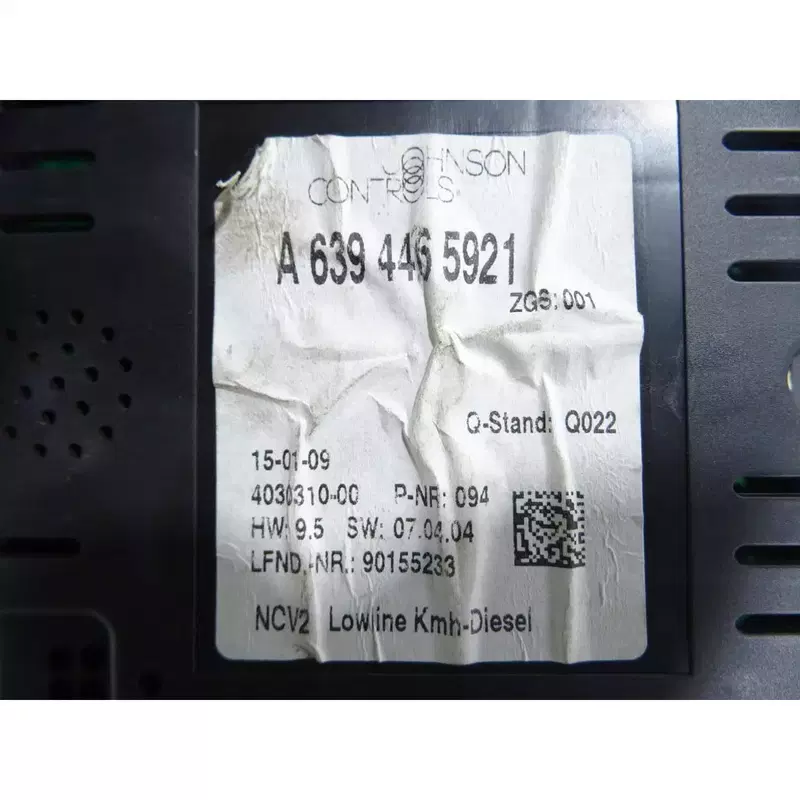 JOHNSON
CONTROLS
A 639 446 5921
ZGS: 001
Q-Stand: Q022
15-01-09
4030310-00 P-NR: 094
HW: 9.5 SW: 07.04.04
LFND.-NR.: 90155233
NCV2 Lowline Kmh-Diesel